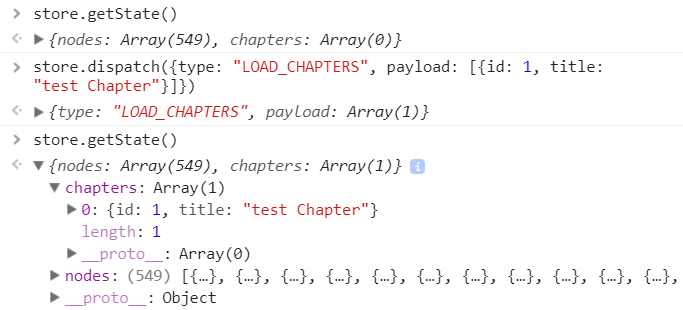 > store.getState()
<· ▶ {nodes: Array(549), chapters: Array(0)}
> store.dispatch({type: "LOAD_CHAPTERS", payload: [{id: 1, title:
"test Chapter"}]})
<· ▶ {type: "LOAD_CHAPTERS", payload: Array(1)}
> store.getState()
<· ▼ {nodes: Array(549), chapters: Array(1)} i
▼ chapters: Array(1)
▶ 0: {id: 1, title: "test Chapter"}
length: 1
▶ __proto__: Array(0)
▶ nodes: (549) [{…}, {…}, {…}, {…}, {…}, {…}, {…}, {…}, {…}, {…}, {…},
▶ __proto__: Object